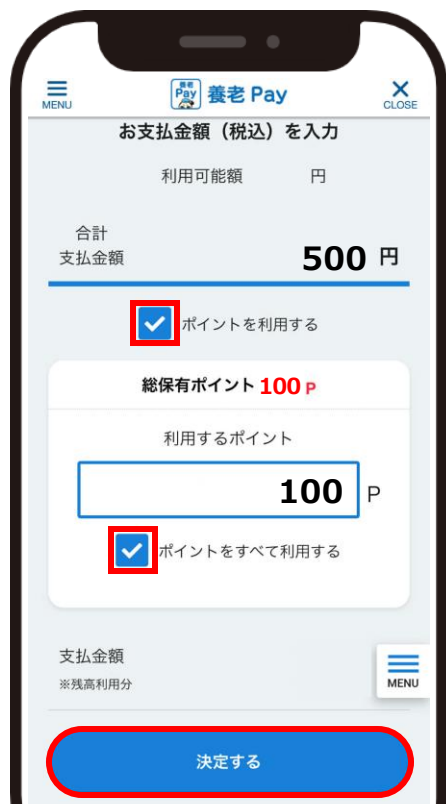 MENU
養老
Pay
養老 Pay
CLOSE
お支払金額（税込）を入力
利用可能額 円
合計
支払金額
500 円
ポイントを利用する
総保有ポイント 100 P
利用するポイント
100 P
ポイントをすべて利用する
支払金額
※残高利用分
MENU
決定する